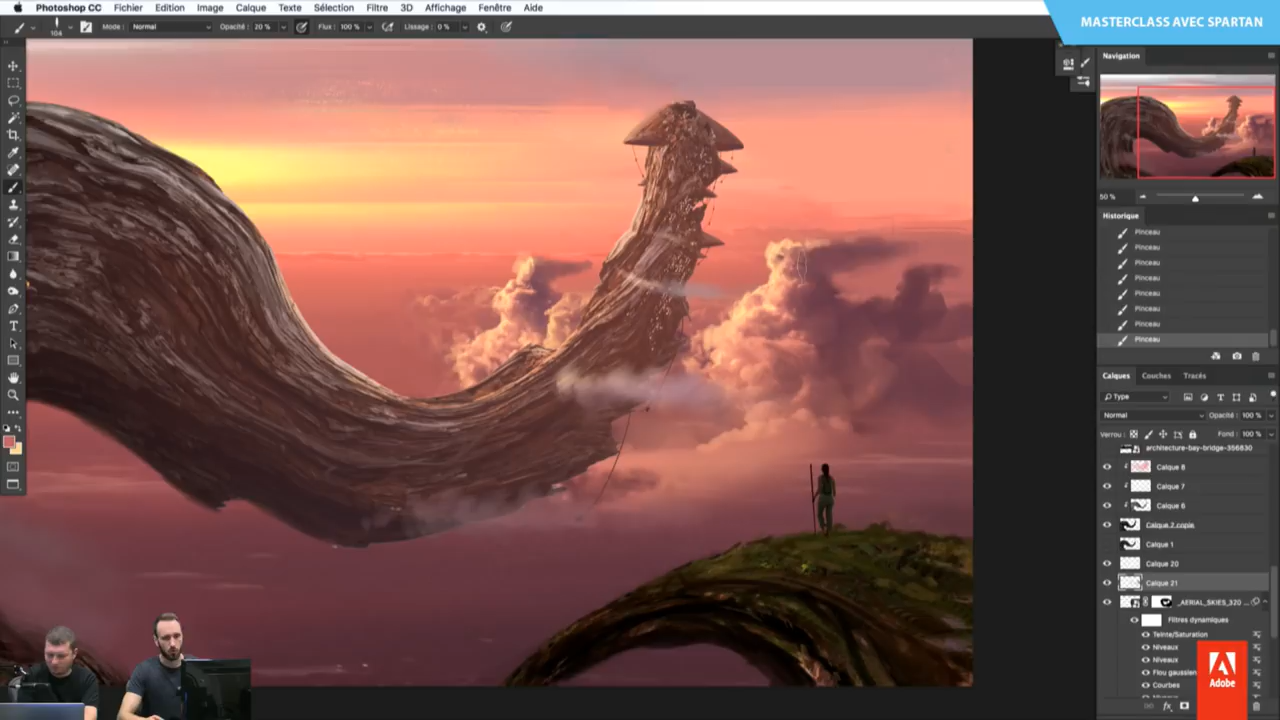 Photoshop CC Fichier Edition Image Calque Texte Sélection Filtre 3D Affichage Fenêtre Aide
MASTERCLASS AVEC SPARTAN
104 Mode : Normal Opacité : 20 % Flux : 100 % Lissage : 0 %
Navigation
50 %
Historique
Pinceau
Pinceau
Pinceau
Pinceau
Pinceau
Pinceau
Pinceau
Pinceau
Calques Couches Tracés
Type
Normal Opacité : 100 %
Verrou : Fond : 100 %
architecture-bay-bridge-356830
Calque 8
Calque 7
Calque 6
Calque 2 copie
Calque 1
Calque 20
Calque 21
_AERIAL_SKIES_320 ...
Filtres dynamiques
Teinte/Saturation
Niveaux
Niveaux
Flou gaussien
Courbes
Adobe